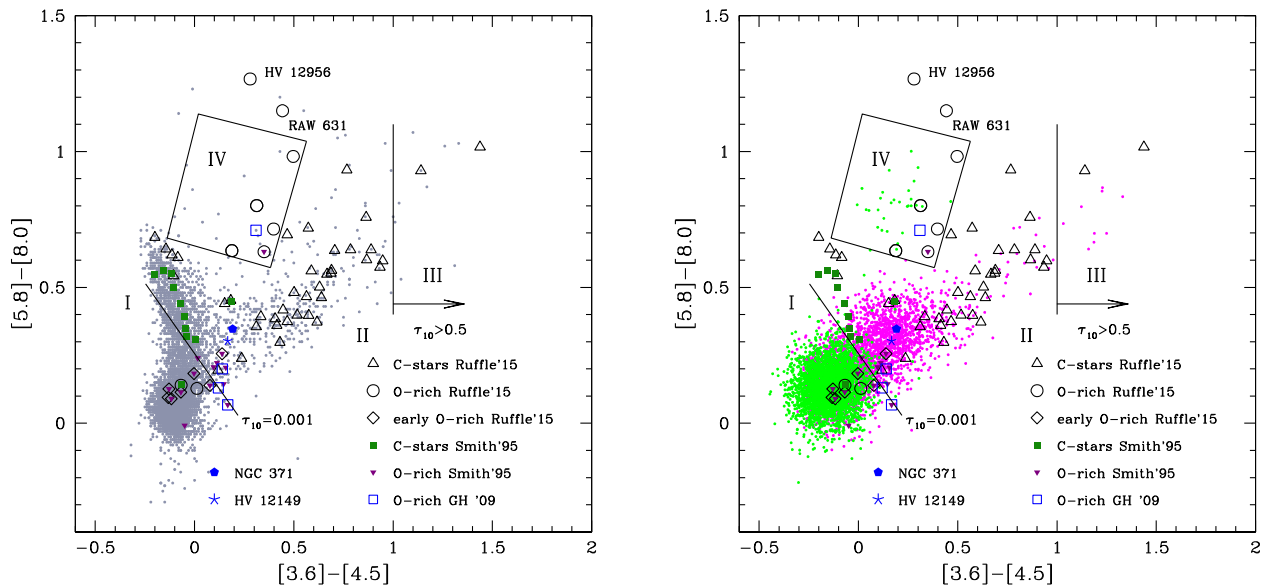 1.5
1
0.5
0
−0.5
0
0.5
1
1.5
2
[5.8]−[8.0]
[3.6]−[4.5]
HV 12956
RAW 631
IV
I
II
III
τ10>0.5
τ10=0.001
C−stars Ruffle'15
O−rich Ruffle'15
early O−rich Ruffle'15
C−stars Smith'95
O−rich Smith'95
O−rich GH '09
NGC 371
HV 12149
1.5
1
0.5
0
−0.5
0
0.5
1
1.5
2
[5.8]−[8.0]
[3.6]−[4.5]
HV 12956
RAW 631
IV
I
II
III
τ10>0.5
τ10=0.001
C−stars Ruffle'15
O−rich Ruffle'15
early O−rich Ruffle'15
C−stars Smith'95
O−rich Smith'95
O−rich GH '09
NGC 371
HV 12149